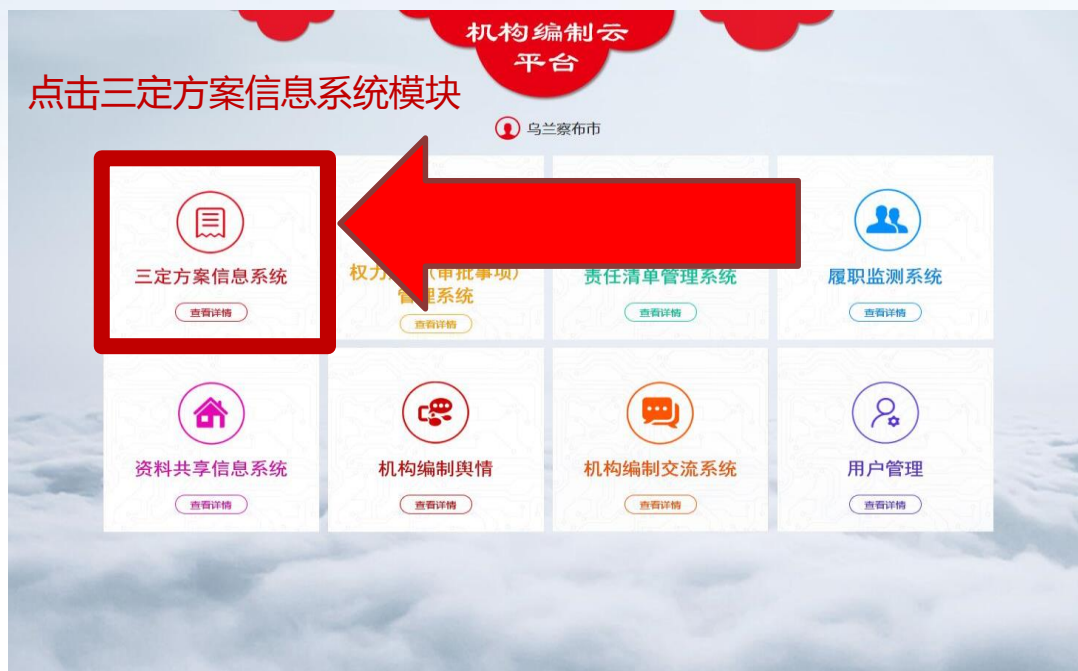 机构编制云
平台
点击三定方案信息系统模块
乌兰察布市
三定方案信息系统
查看详情
权力 (审批事项)
管理系统
查看详情
责任清单管理系统
查看详情
履职监测系统
查看详情
资料共享信息系统
查看详情
机构编制舆情
查看详情
机构编制交流系统
查看详情
用户管理
查看详情